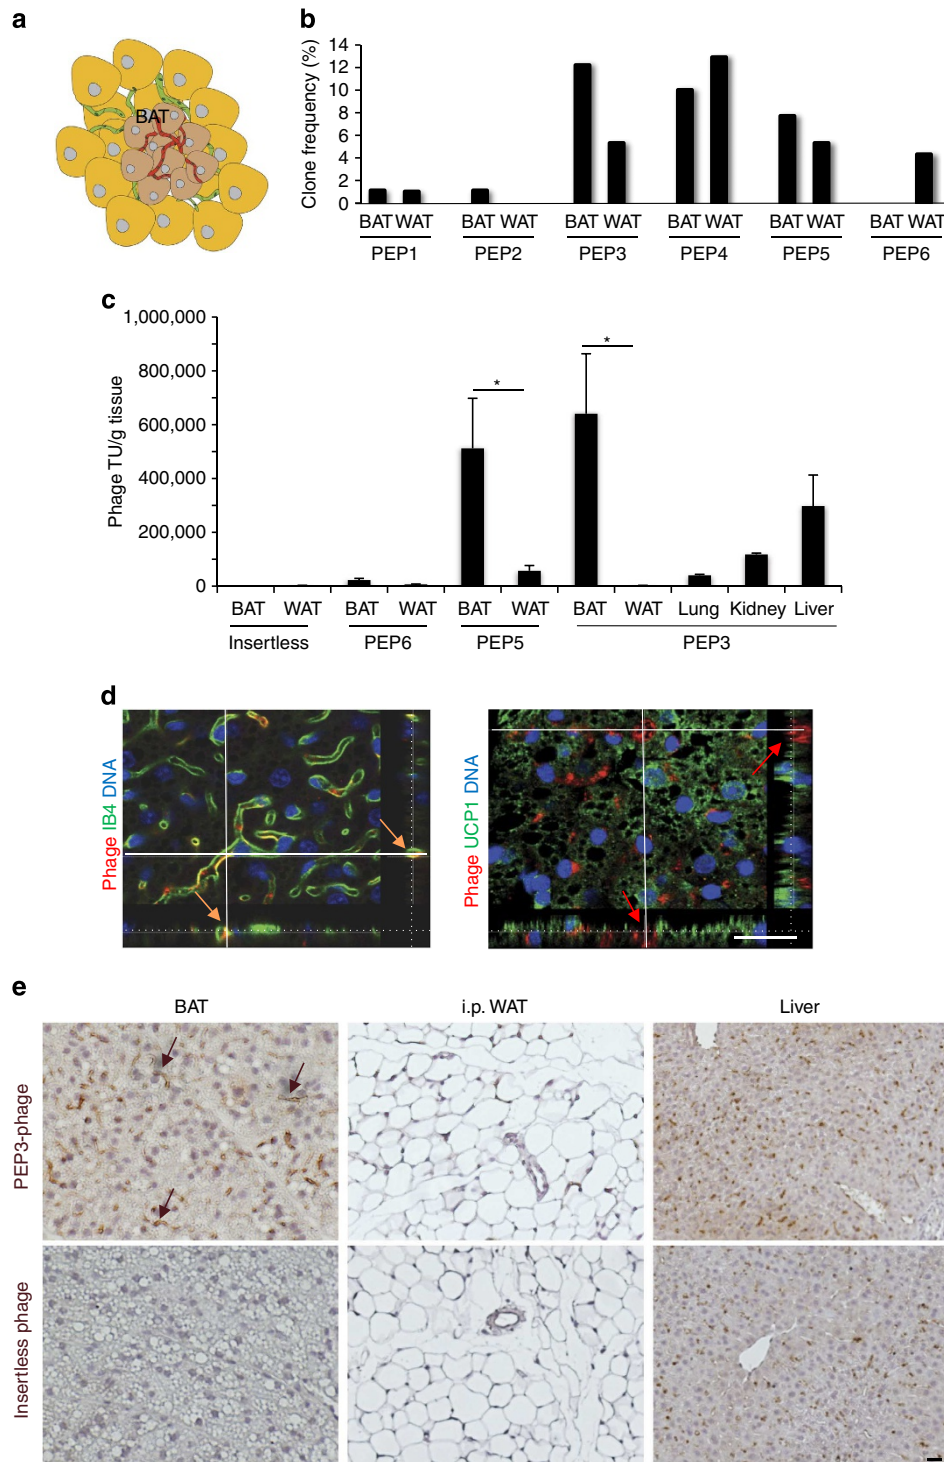 a
BAT
b
Clone frequency (%)
14
12
10
8
6
4
2
0
BAT WAT BAT WAT BAT WAT BAT WAT BAT WAT BAT WAT
PEP1 PEP2 PEP3 PEP4 PEP5 PEP6
c
Phage TU/g tissue
1,000,000
800,000
600,000
400,000
200,000
0
* *
BAT WAT BAT WAT BAT WAT BAT WAT Lung Kidney Liver
Insertless PEP6 PEP5 PEP3
d
Phage IB4 DNA
Phage UCP1 DNA
e
BAT i.p. WAT Liver
PEP3-phage
Insertless phage